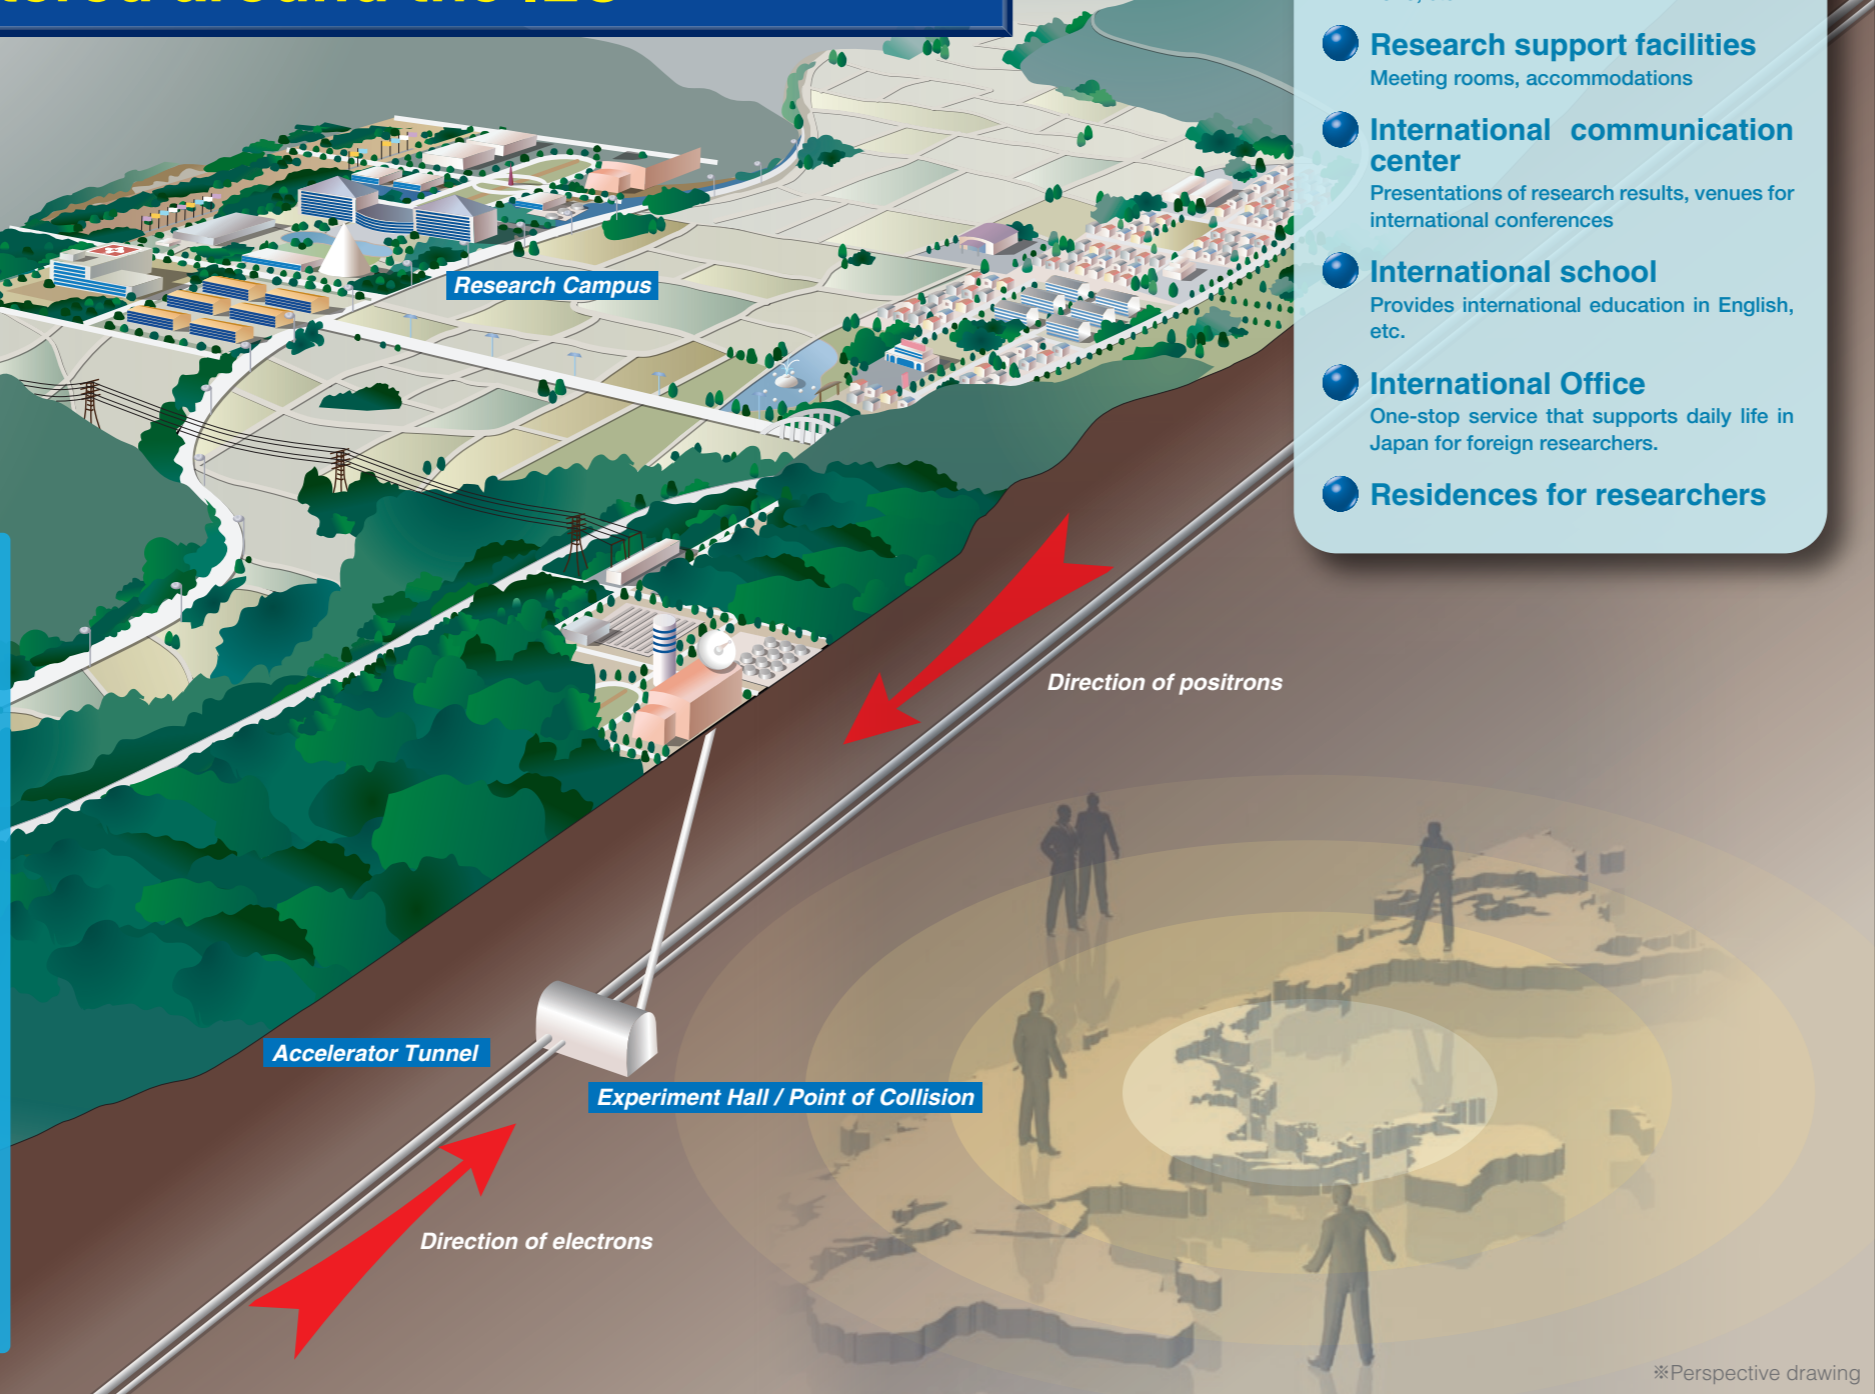 around the ILC
Research support facilities
Meeting rooms, accommodations
International communication
center
Presentations of research results, venues for
international conferences
International school
Provides international education in English,
etc.
International Office
One-stop service that supports daily life in
Japan for foreign researchers.
Residences for researchers
Research Campus
Direction of positrons
Accelerator Tunnel
Experiment Hall / Point of Collision
Direction of electrons
※Perspective drawing